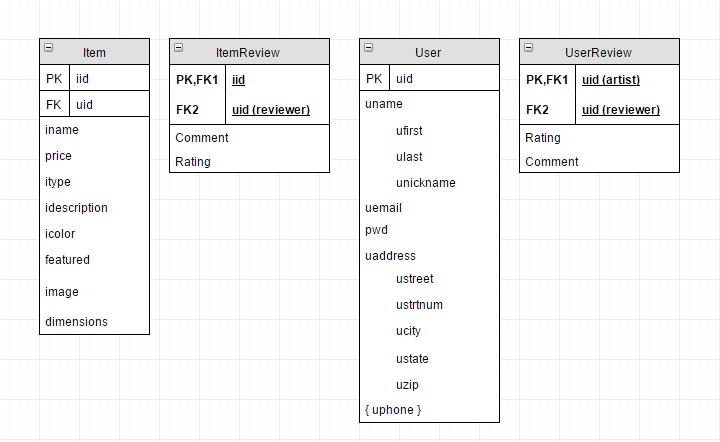 Item
PK iid
FK uid
iname
price
itype
idescription
icolor
featured
image
dimensions
ItemReview
PK,FK1 iid
FK2 uid (reviewer)
Comment
Rating
User
PK uid
uname
ufirst
ulast
unickname
uemail
pwd
uaddress
ustreet
ustrtnum
ucity
ustate
uzip
{ uphone }
UserReview
PK,FK1 uid (artist)
FK2 uid (reviewer)
Rating
Comment